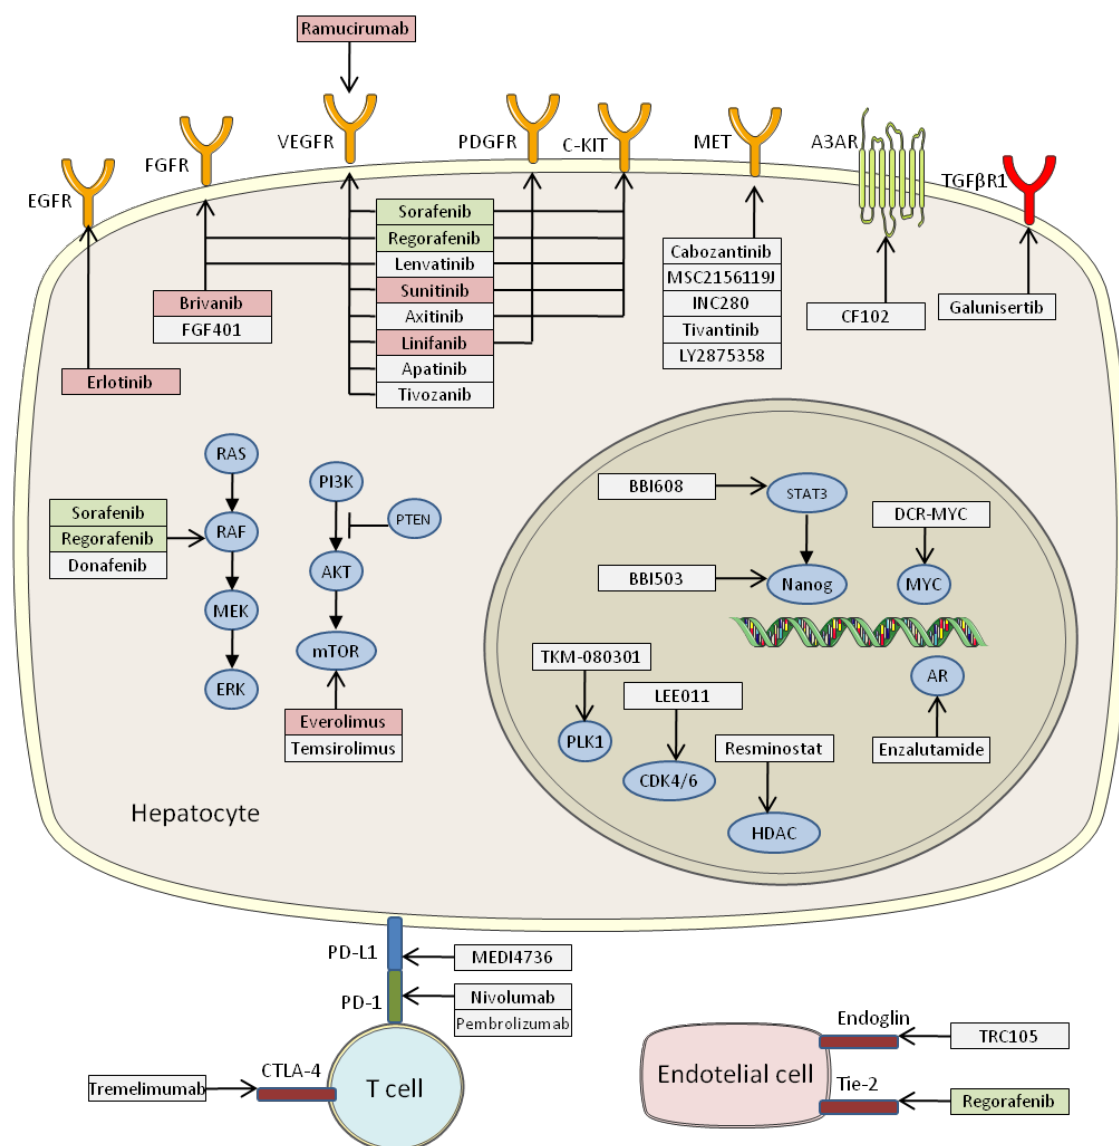 Ramucirumab
VEGFR
PDGFR
C-KIT
MET
A3AR
FGFR
TGFβR1
EGFR
Sorafenib
Regorafenib
Lenvatinib
Sunitinib
Axitinib
Linifanib
Apatinib
Tivozanib
Cabozantinib
MSC2156119J
INC280
Tivantinib
LY2875358
CF102
Galunisertib
Brivanib
FGF401
Erlotinib
RAS
RAF
MEK
ERK
Sorafenib
Regorafenib
Donafenib
PI3K
PTEN
AKT
mTOR
Everolimus
Temsirolimus
BBI608
STAT3
DCR-MYC
BBI503
Nanog
MYC
TKM-080301
LEE011
AR
PLK1
Resminostat
Enzalutamide
CDK4/6
HDAC
Hepatocyte
PD-L1
MEDI4736
PD-1
Nivolumab
Pembrolizumab
CTLA-4
Tremelimumab
T cell
Endoglin
TRC105
Endotelial cell
Tie-2
Regorafenib